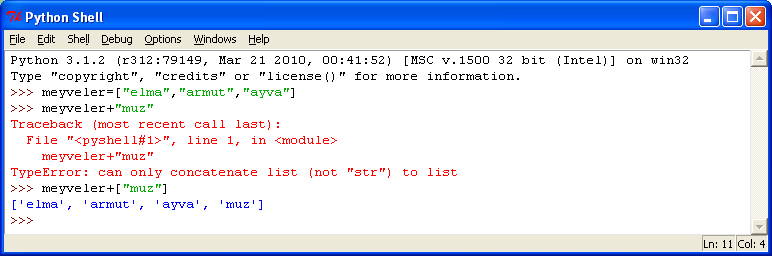 Python Shell
File Edit Shell Debug Options Windows Help
Python 3.1.2 (r312:79149, Mar 21 2010, 00:41:52) [MSC v.1500 32 bit (Intel)] on win32
Type "copyright", "credits" or "license()" for more information.
>>> meyveler=["elma","armut","ayva"]
>>> meyveler+"muz"
Traceback (most recent call last):
  File "<pyshell#1>", line 1, in <module>
    meyveler+"muz"
TypeError: can only concatenate list (not "str") to list
>>> meyveler+["muz"]
['elma', 'armut', 'ayva', 'muz']
>>>
Ln: 11 Col: 4